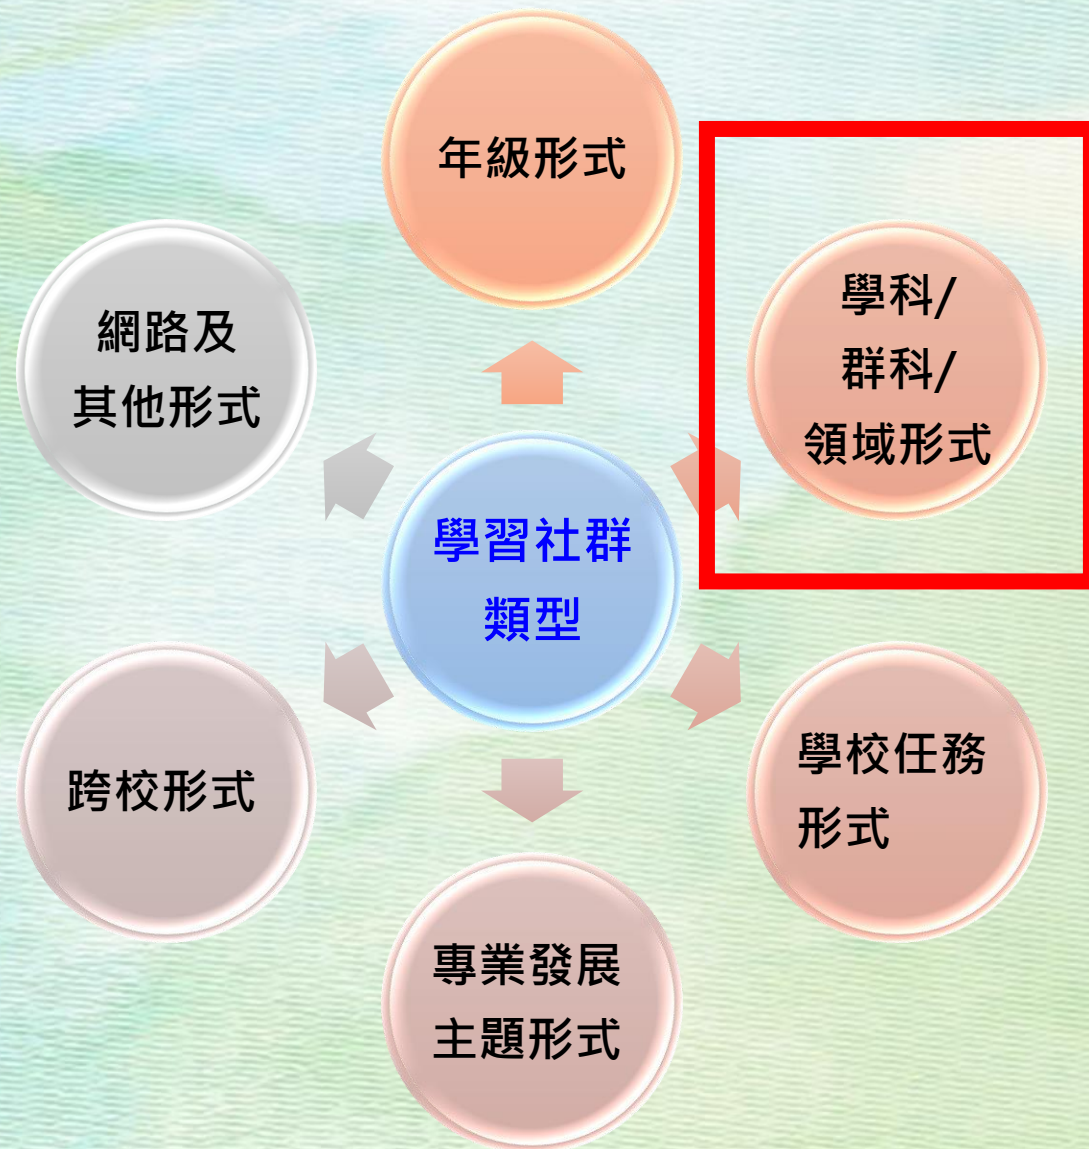 年級形式
學科/
群科/
領域形式
網路及
其他形式
學習社群
類型
學校任務
形式
跨校形式
專業發展
主題形式